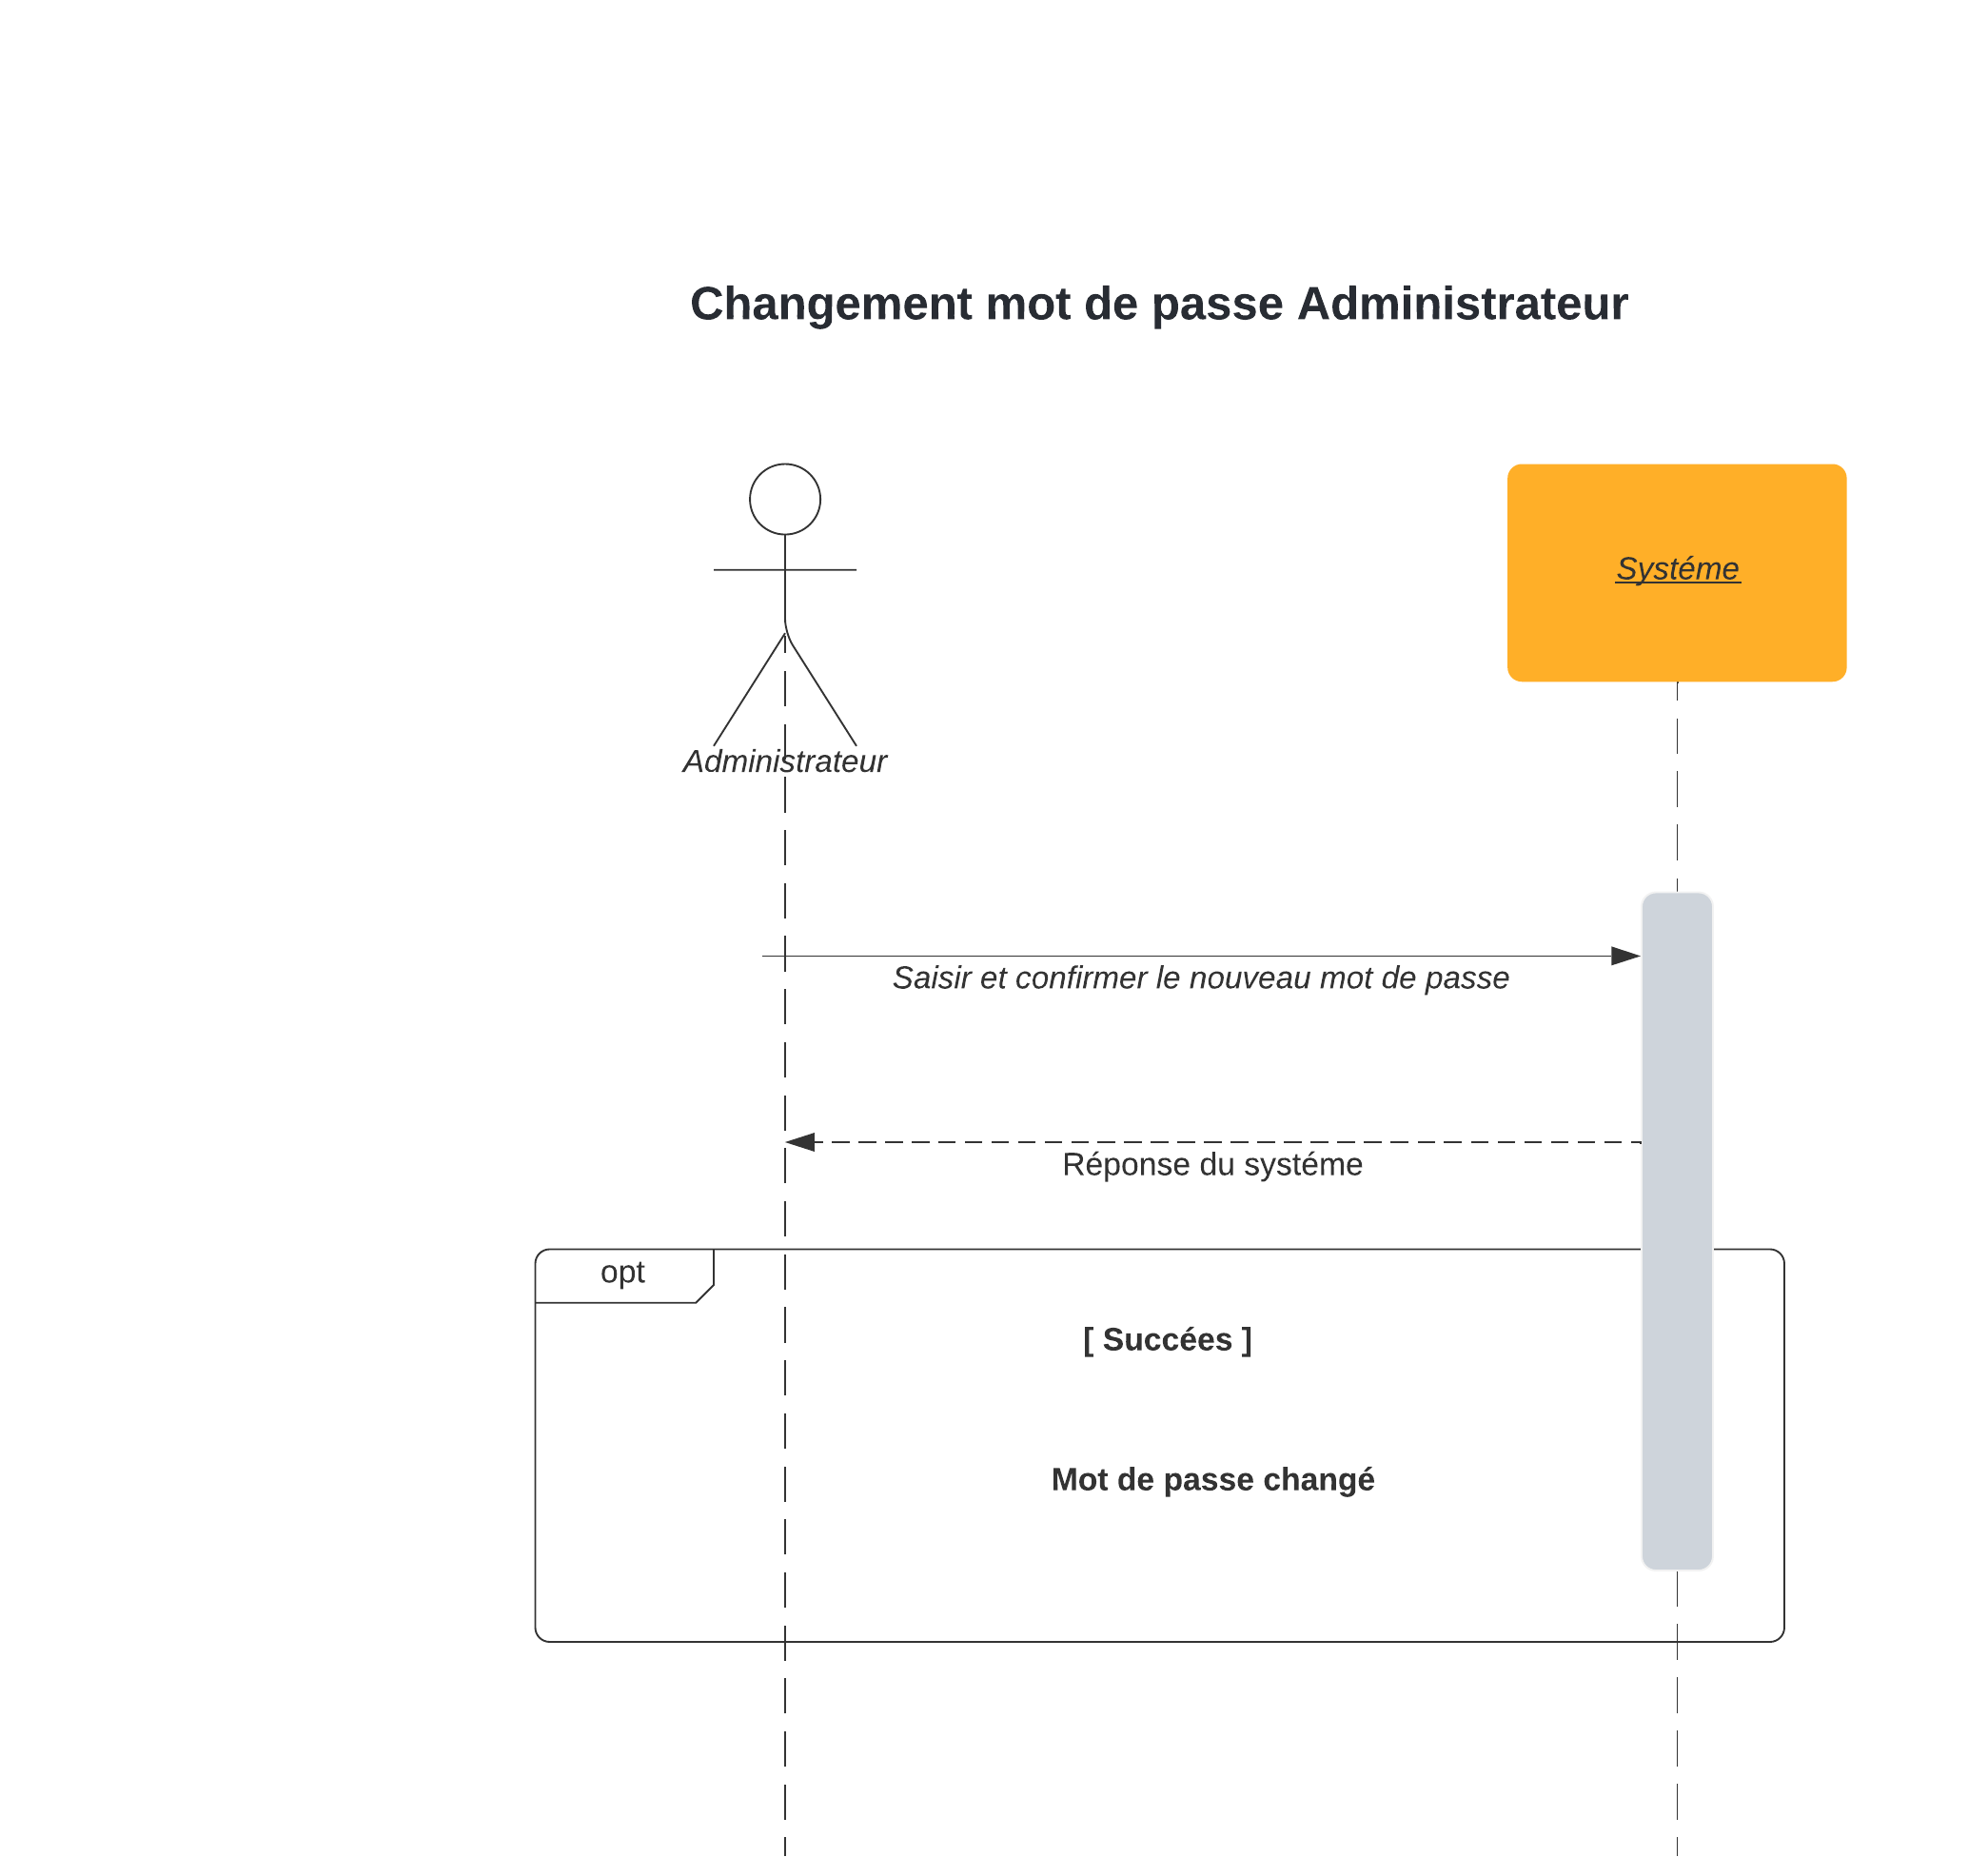 Changement mot de passe Administrateur
Systéme
Administrateur
Saisir et confirmer le nouveau mot de passe
Réponse du systéme
opt
[ Succées ]
Mot de passe changé